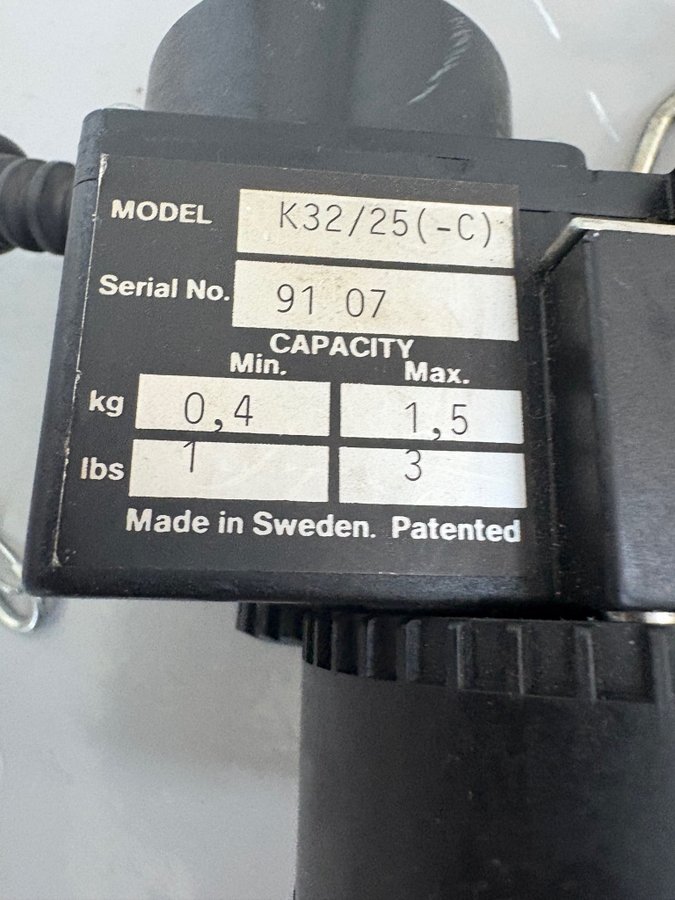 MODEL K32/25(-C)
Serial No. 91 07
CAPACITY
Min. Max.
kg 0,4 1,5
lbs 1 3
Made in Sweden. Patented